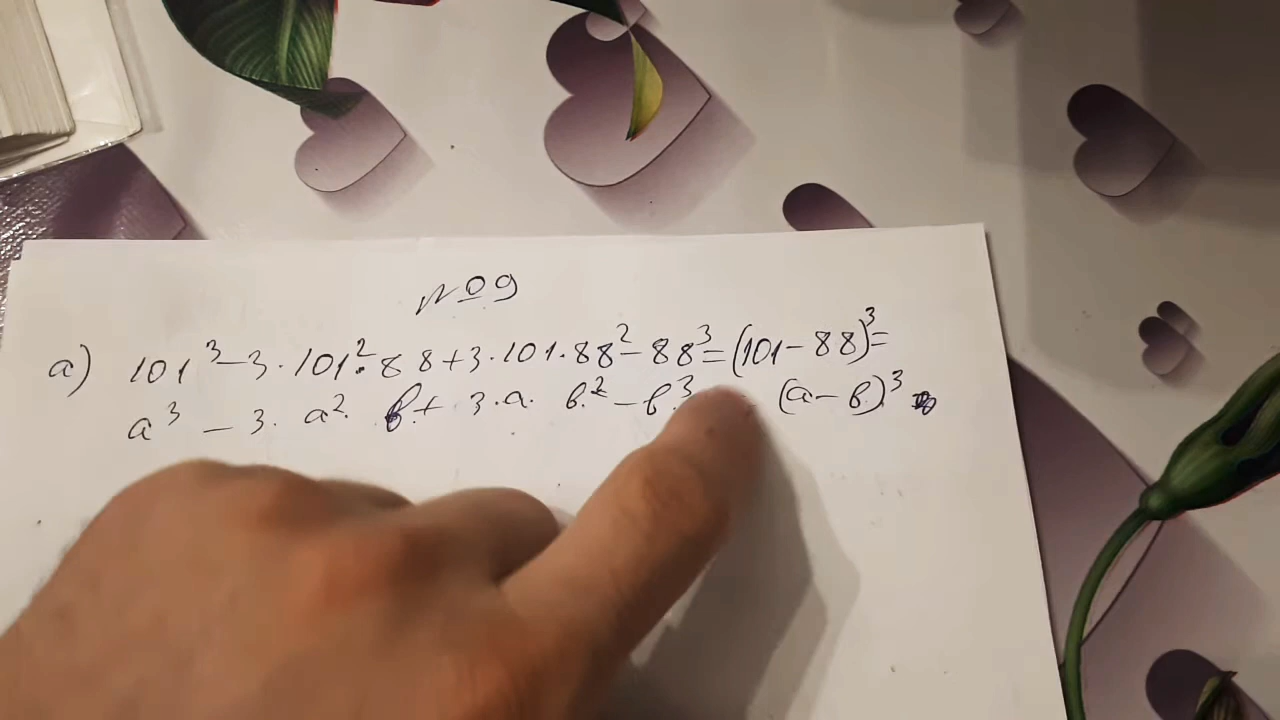 №9
а) 101³-3·101²·88+3·101·88²-88³=(101-88)³=
a³-3·a²·b+3·a·b²-b³ (a-b)³